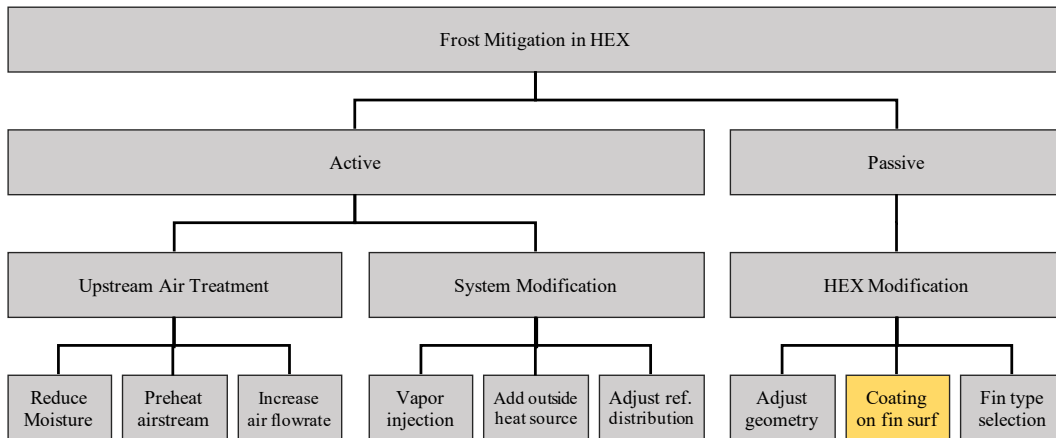 Frost Mitigation in HEX
Active
Passive
Upstream Air Treatment
System Modification
HEX Modification
Reduce
Moisture
Preheat
airstream
Increase
air flowrate
Vapor
injection
Add outside
heat source
Adjust ref.
distribution
Adjust
geometry
Coating
on fin surf
Fin type
selection